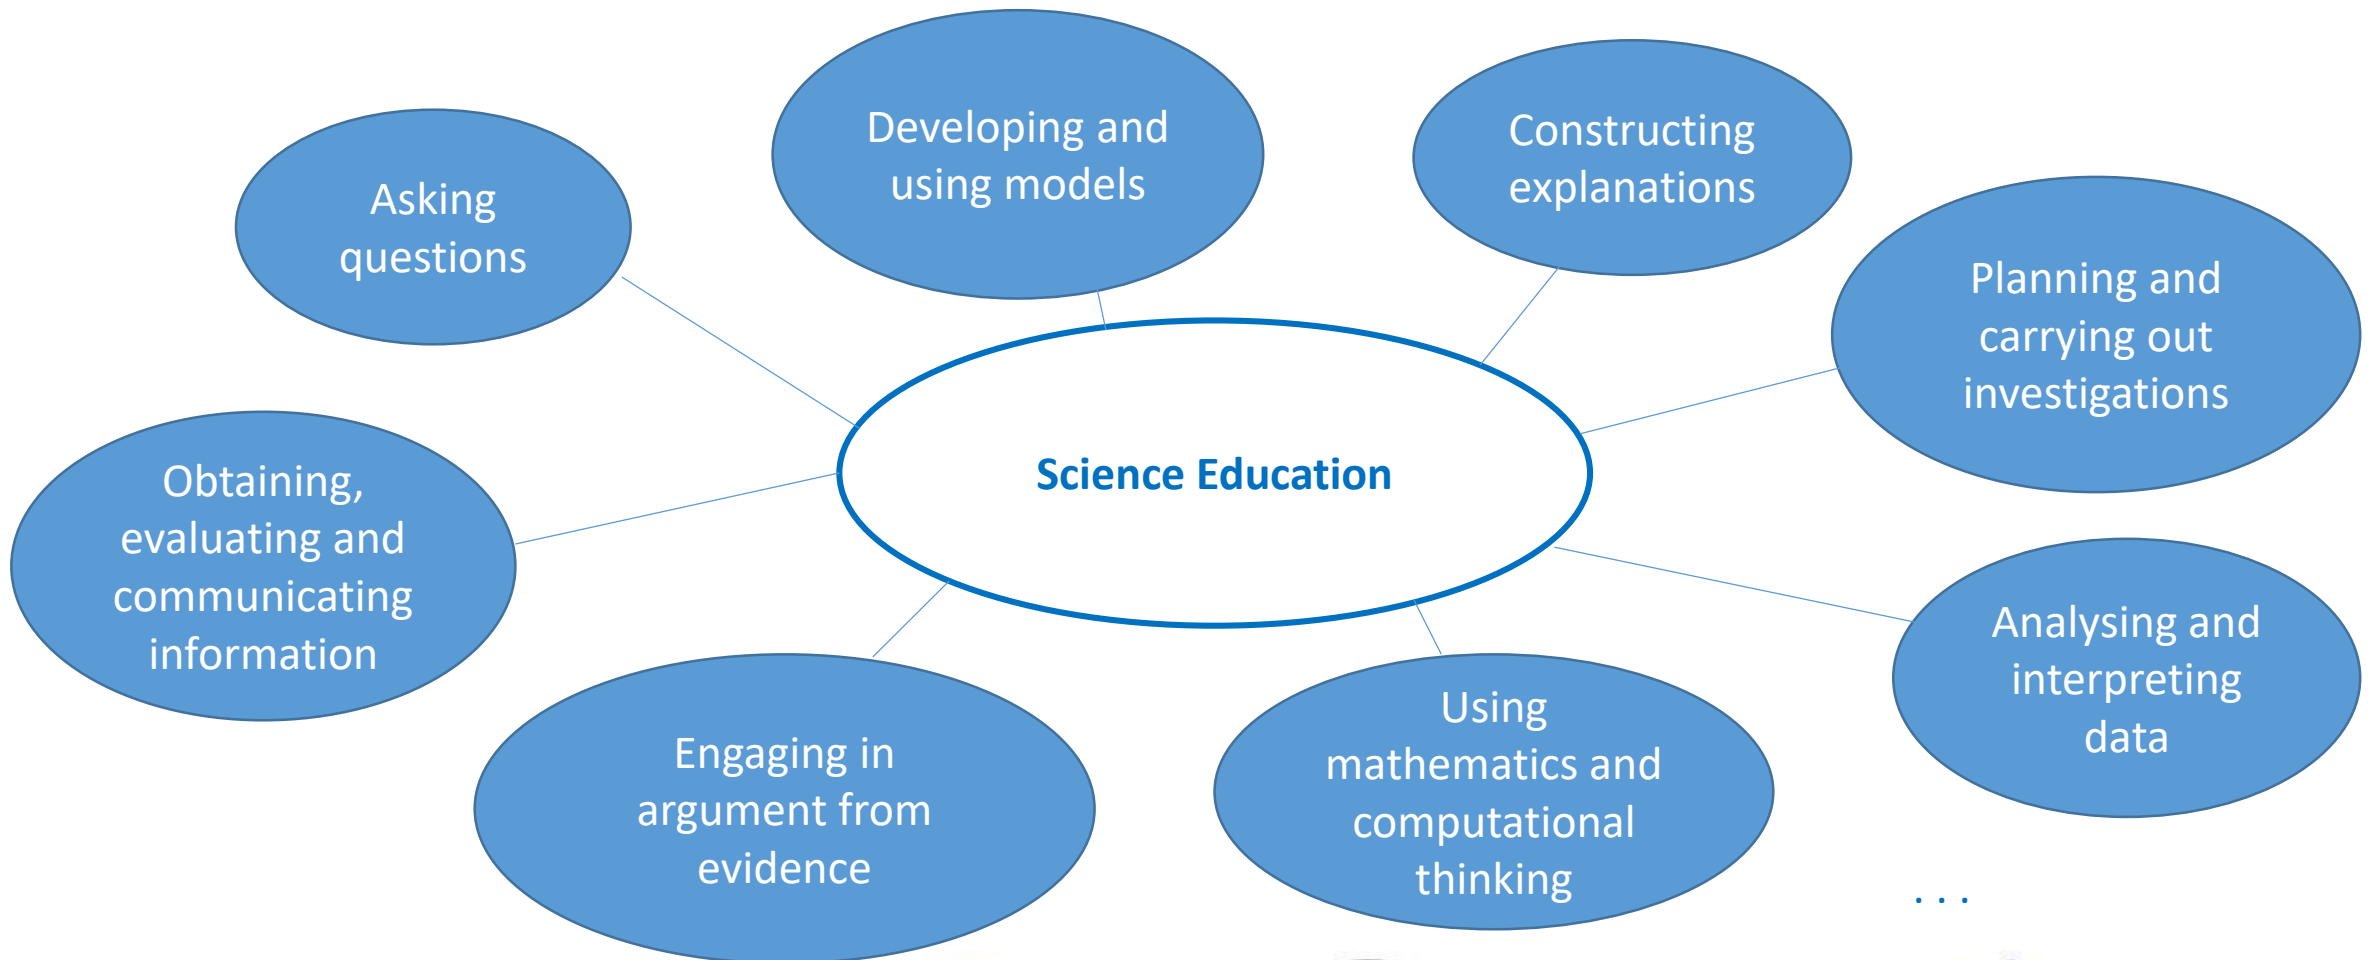 Asking
questions
Developing and
using models
Constructing
explanations
Planning and
carrying out
investigations
Science Education
Obtaining,
evaluating and
communicating
information
Engaging in
argument from
evidence
Using
mathematics and
computational
thinking
Analysing and
interpreting
data
. . .